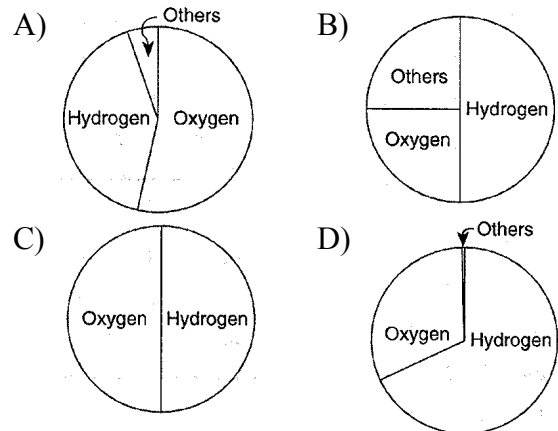 A)
Others
Hydrogen
Oxygen
B)
Others
Hydrogen
Oxygen
C)
Oxygen
Hydrogen
D)
Others
Oxygen
Hydrogen